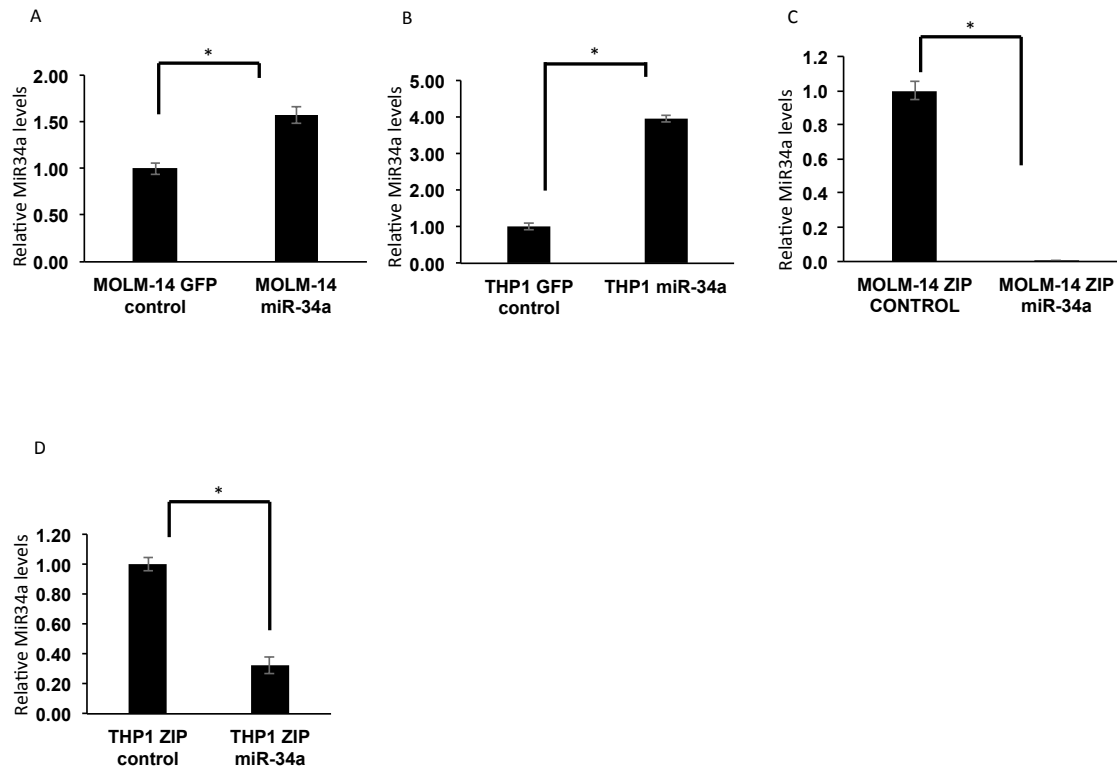 A
*
Relative MiR34a levels
2.00
1.50
1.00
0.50
0.00
MOLM-14 GFP
control
MOLM-14
miR-34a
B
*
Relative MiR34a levels
5.00
4.00
3.00
2.00
1.00
0.00
THP1 GFP
control
THP1 miR-34a
C
*
Relative MiR34a levels
1.2
1.0
0.8
0.6
0.4
0.2
0.0
MOLM-14 ZIP
CONTROL
MOLM-14 ZIP
miR-34a
D
*
Relative MiR34a levels
1.20
1.00
0.80
0.60
0.40
0.20
0.00
THP1 ZIP
control
THP1 ZIP
miR-34a